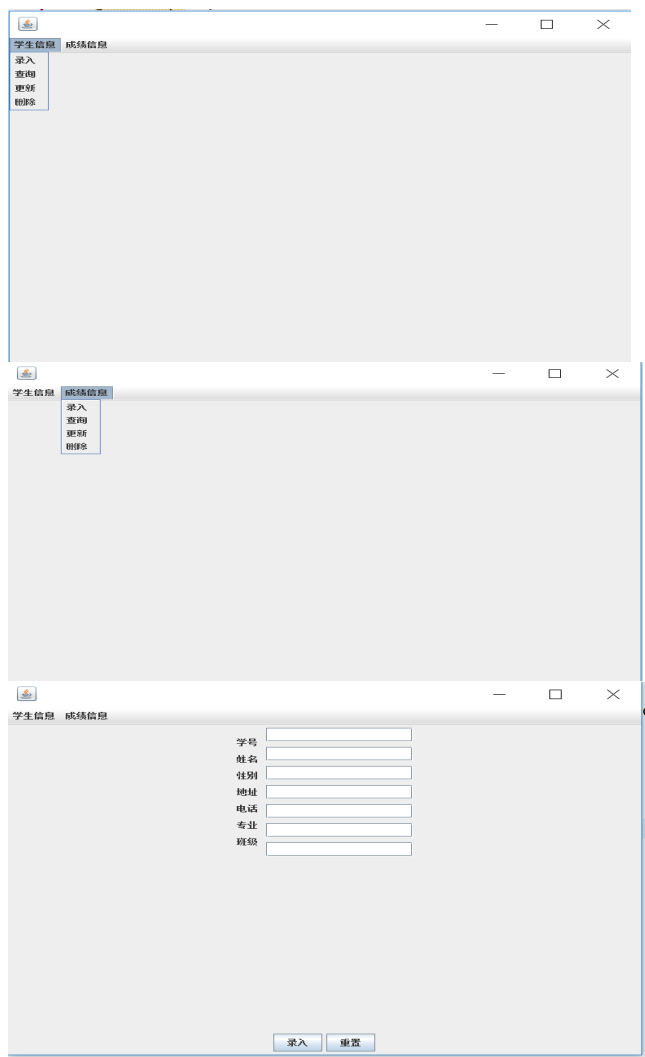 学生信息 成绩信息
录入
查询
更新
删除
学生信息 成绩信息
录入
查询
更新
删除
学生信息 成绩信息
学号
姓名
性别
地址
电话
专业
班级
录入 重置